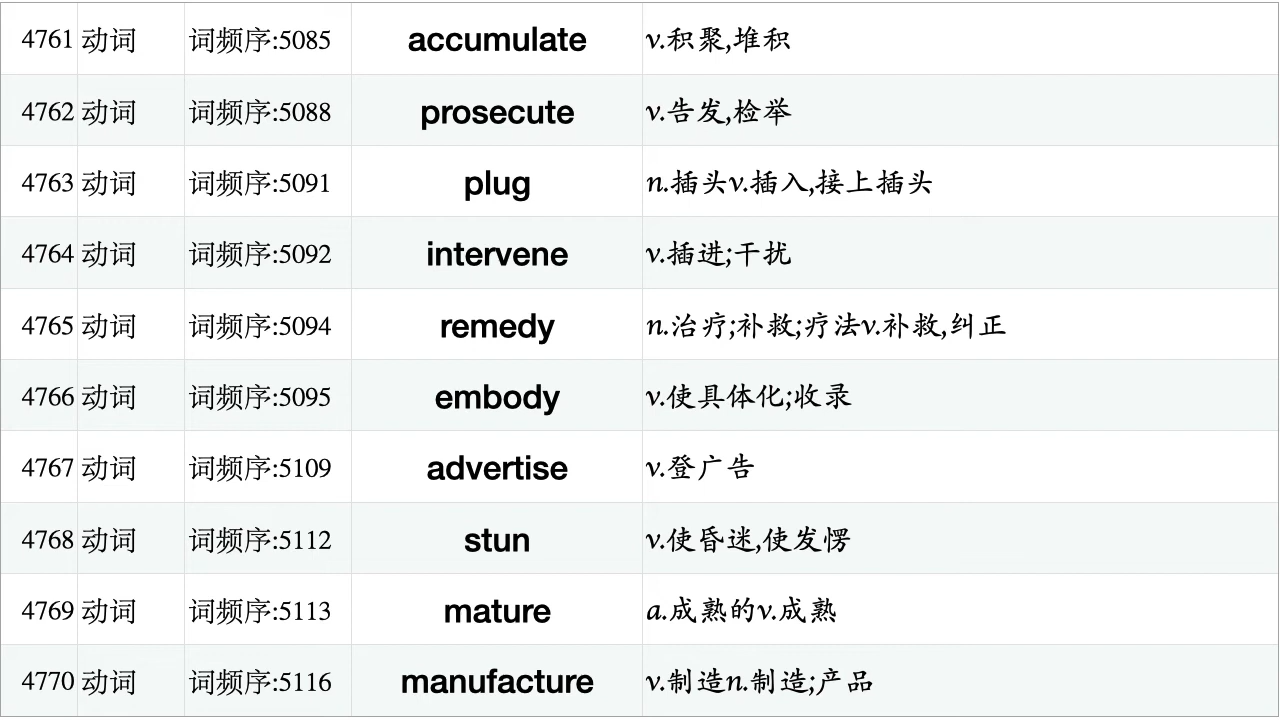 4761 动词 词频序:5085 accumulate v.积聚,堆积
4762 动词 词频序:5088 prosecute v.告发,检举
4763 动词 词频序:5091 plug n.插头v.插入,接上插头
4764 动词 词频序:5092 intervene v.插进;干扰
4765 动词 词频序:5094 remedy n.治疗;补救;疗法v.补救,纠正
4766 动词 词频序:5095 embody v.使具体化;收录
4767 动词 词频序:5109 advertise v.登广告
4768 动词 词频序:5112 stun v.使昏迷,使发愣
4769 动词 词频序:5113 mature a.成熟的v.成熟
4770 动词 词频序:5116 manufacture v.制造n.制造;产品